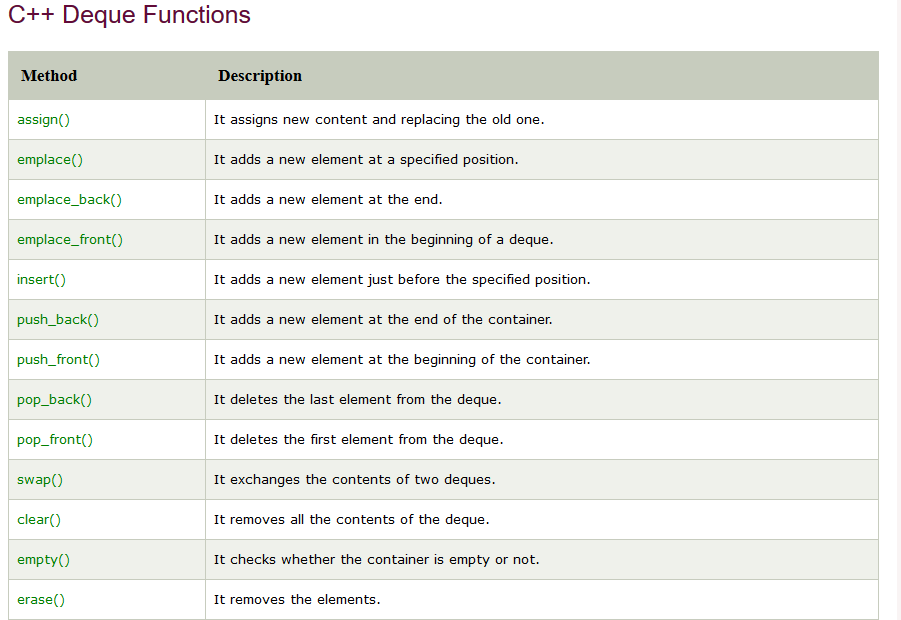 C++ Deque Functions
Method Description
assign() It assigns new content and replacing the old one.
emplace() It adds a new element at a specified position.
emplace_back() It adds a new element at the end.
emplace_front() It adds a new element in the beginning of a deque.
insert() It adds a new element just before the specified position.
push_back() It adds a new element at the end of the container.
push_front() It adds a new element at the beginning of the container.
pop_back() It deletes the last element from the deque.
pop_front() It deletes the first element from the deque.
swap() It exchanges the contents of two deques.
clear() It removes all the contents of the deque.
empty() It checks whether the container is empty or not.
erase() It removes the elements.